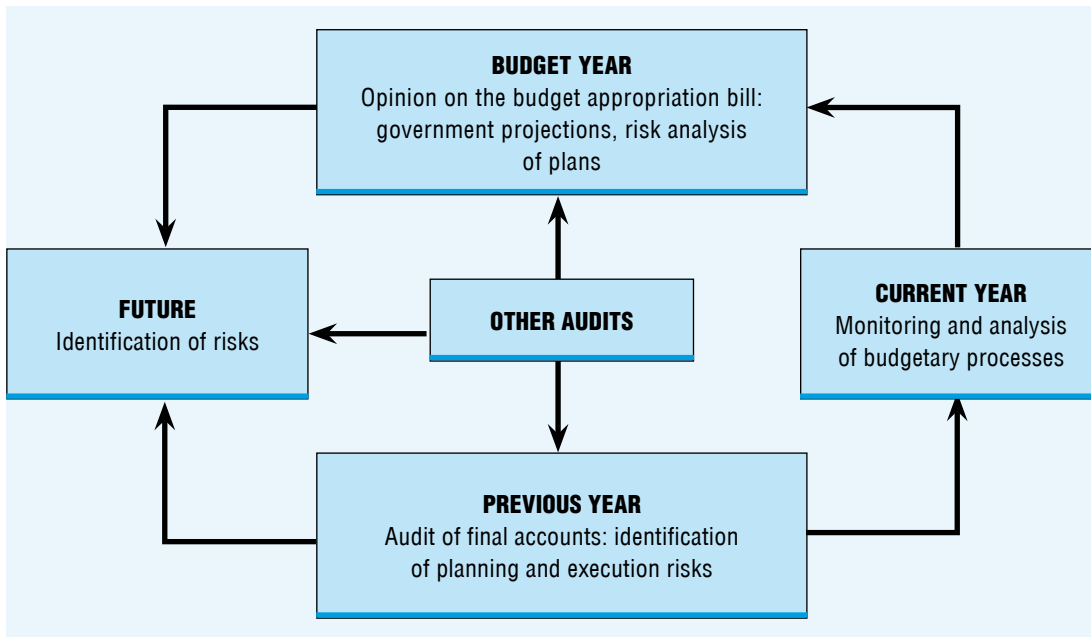 BUDGET YEAR
Opinion on the budget appropriation bill:
government projections, risk analysis
of plans
FUTURE
Identification of risks
OTHER AUDITS
CURRENT YEAR
Monitoring and analysis
of budgetary processes
PREVIOUS YEAR
Audit of final accounts: identification
of planning and execution risks